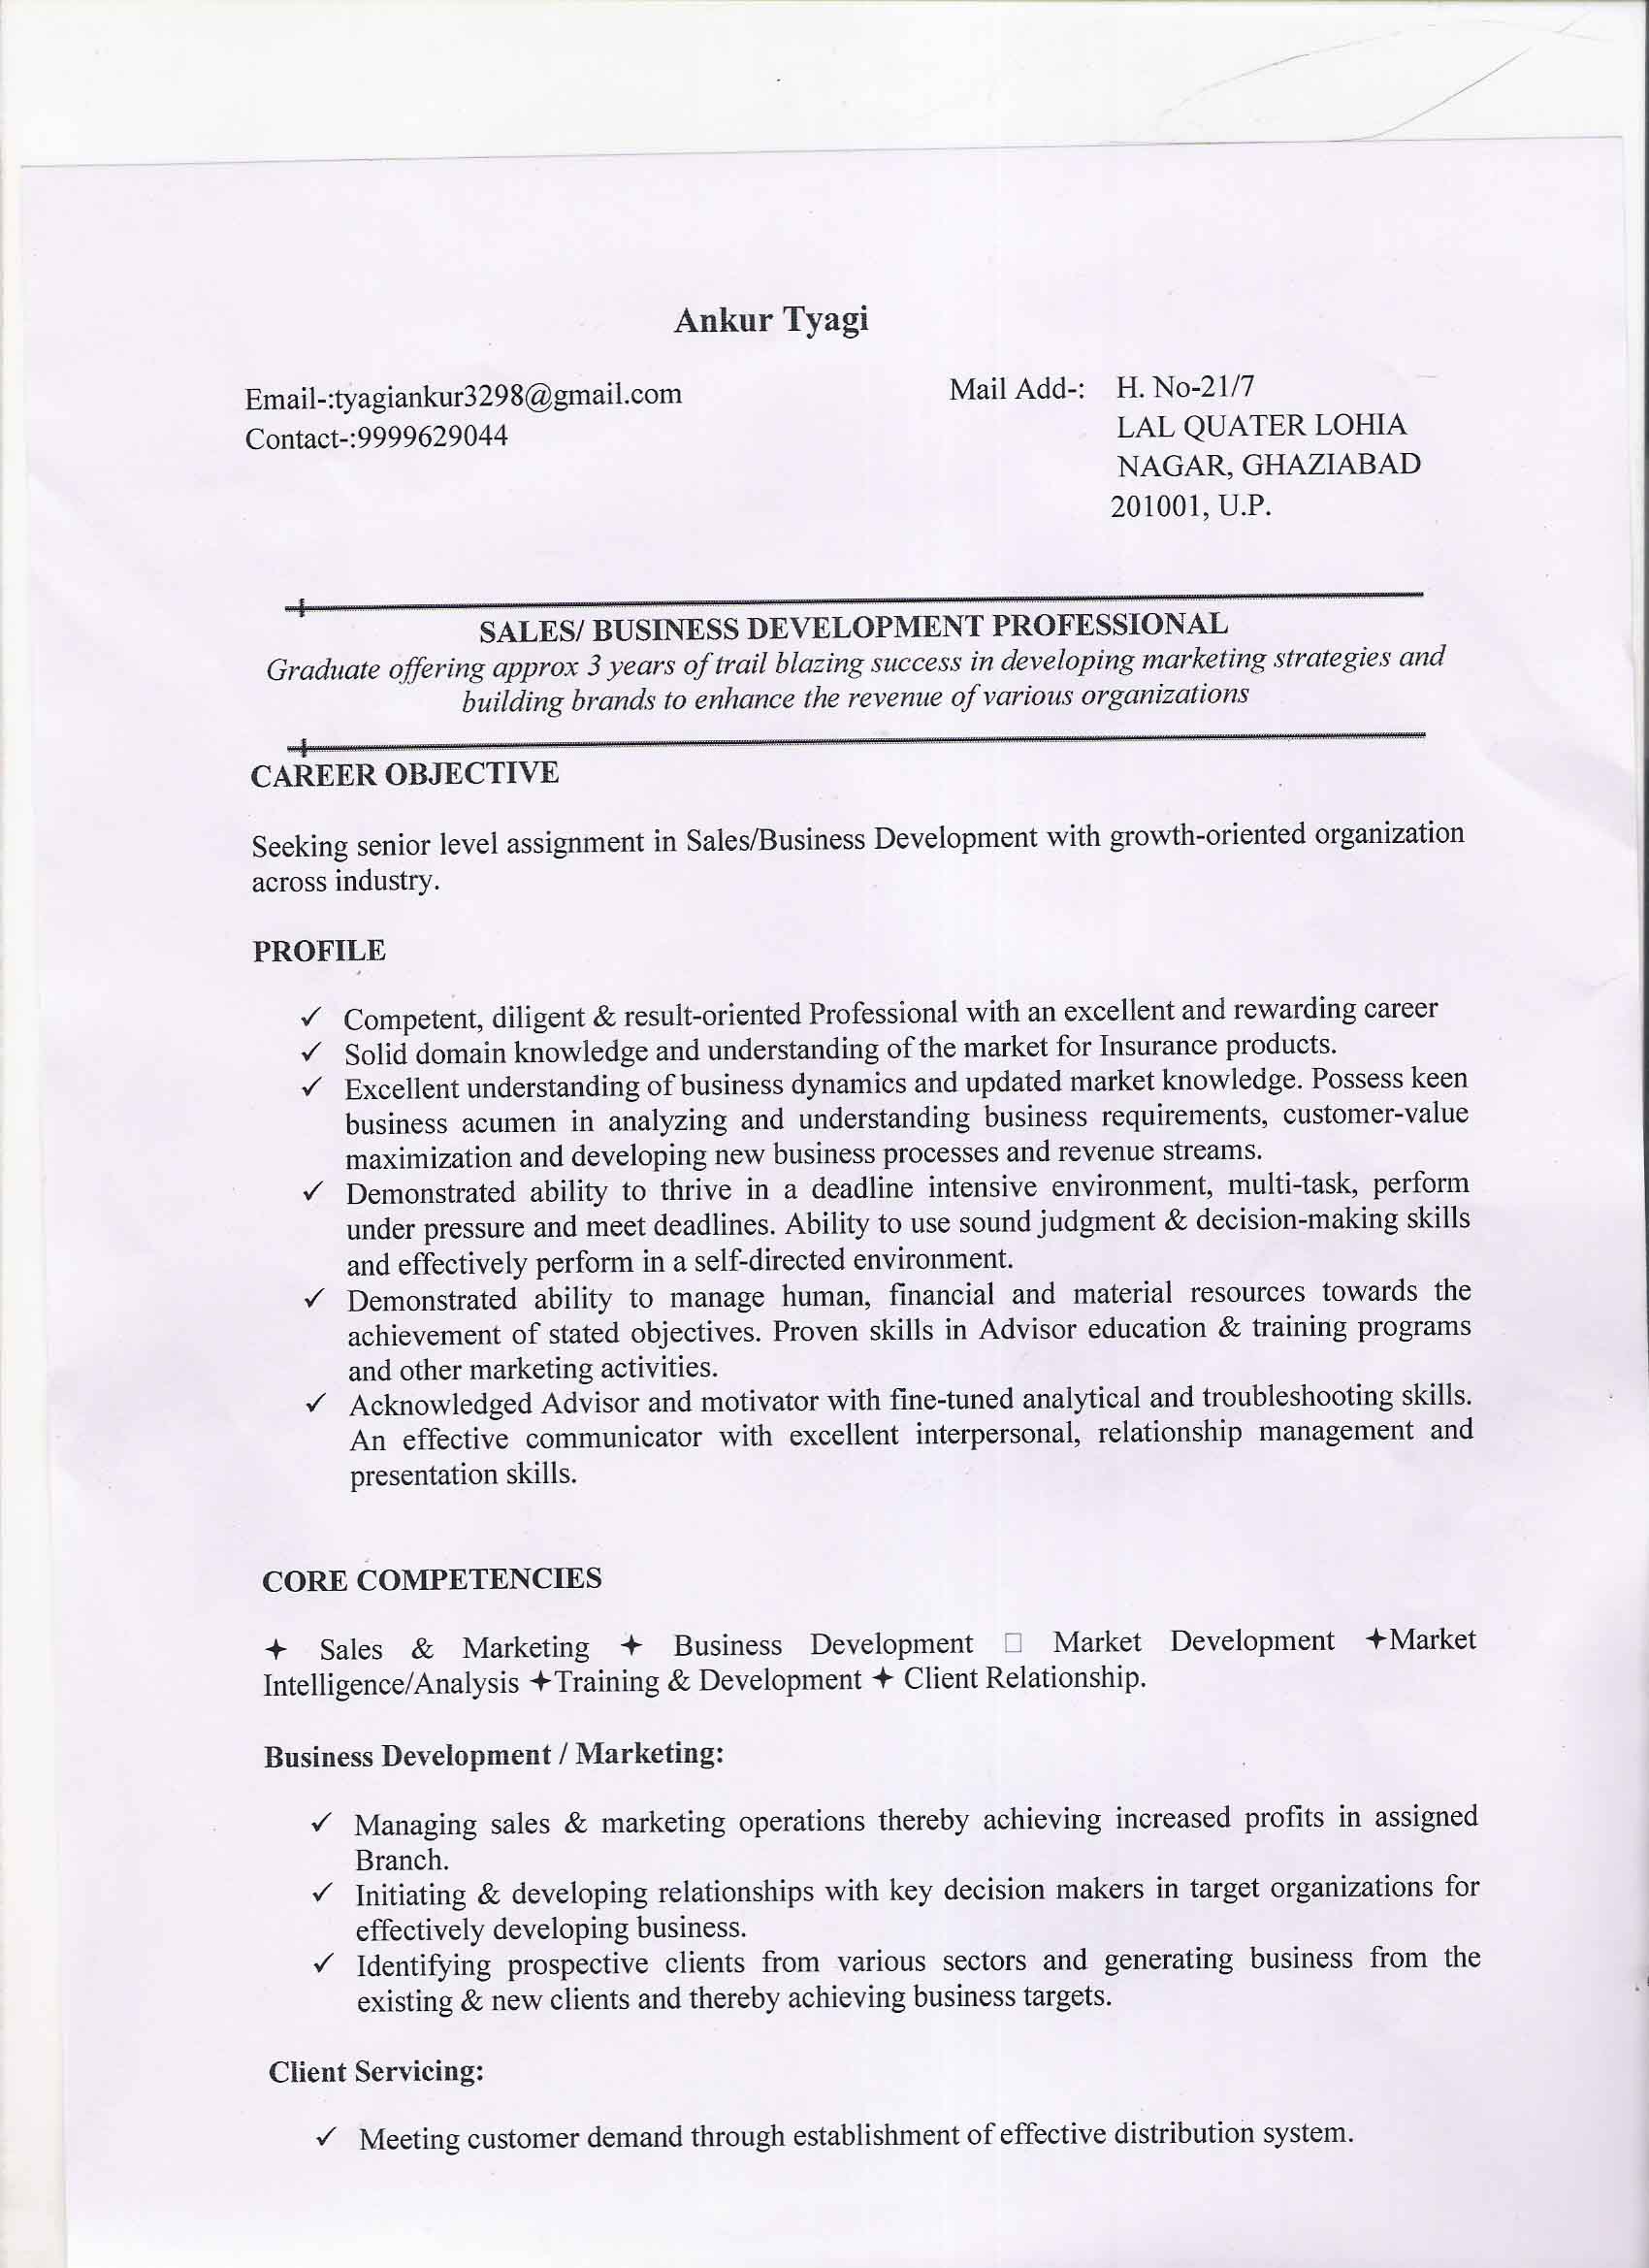 Ankur Tyagi
Email-:tyagiankur3298@gmail.com
Contact-:9999629044
Mail Add-: H. No-21/7
LAL QUATER LOHIA
NAGAR, GHAZIABAD
201001, U.P.
SALES/ BUSINESS DEVELOPMENT PROFESSIONAL
Graduate offering approx 3 years of trail blazing success in developing marketing strategies and
building brands to enhance the revenue of various organizations
CAREER OBJECTIVE
Seeking senior level assignment in Sales/Business Development with growth-oriented organization
across industry.
PROFILE
✓ Competent, diligent & result-oriented Professional with an excellent and rewarding career
✓ Solid domain knowledge and understanding of the market for Insurance products.
✓ Excellent understanding of business dynamics and updated market knowledge. Possess keen
business acumen in analyzing and understanding business requirements, customer-value
maximization and developing new business processes and revenue streams.
✓ Demonstrated ability to thrive in a deadline intensive environment, multi-task, perform
under pressure and meet deadlines. Ability to use sound judgment & decision-making skills
and effectively perform in a self-directed environment.
✓ Demonstrated ability to manage human, financial and material resources towards the
achievement of stated objectives. Proven skills in Advisor education & training programs
and other marketing activities.
✓ Acknowledged Advisor and motivator with fine-tuned analytical and troubleshooting skills.
An effective communicator with excellent interpersonal, relationship management and
presentation skills.
CORE COMPETENCIES
✦ Sales & Marketing ✦ Business Development □ Market Development ✦Market
Intelligence/Analysis ✦Training & Development ✦ Client Relationship.
Business Development / Marketing:
✓ Managing sales & marketing operations thereby achieving increased profits in assigned
Branch.
✓ Initiating & developing relationships with key decision makers in target organizations for
effectively developing business.
✓ Identifying prospective clients from various sectors and generating business from the
existing & new clients and thereby achieving business targets.
Client Servicing:
✓ Meeting customer demand through establishment of effective distribution system.